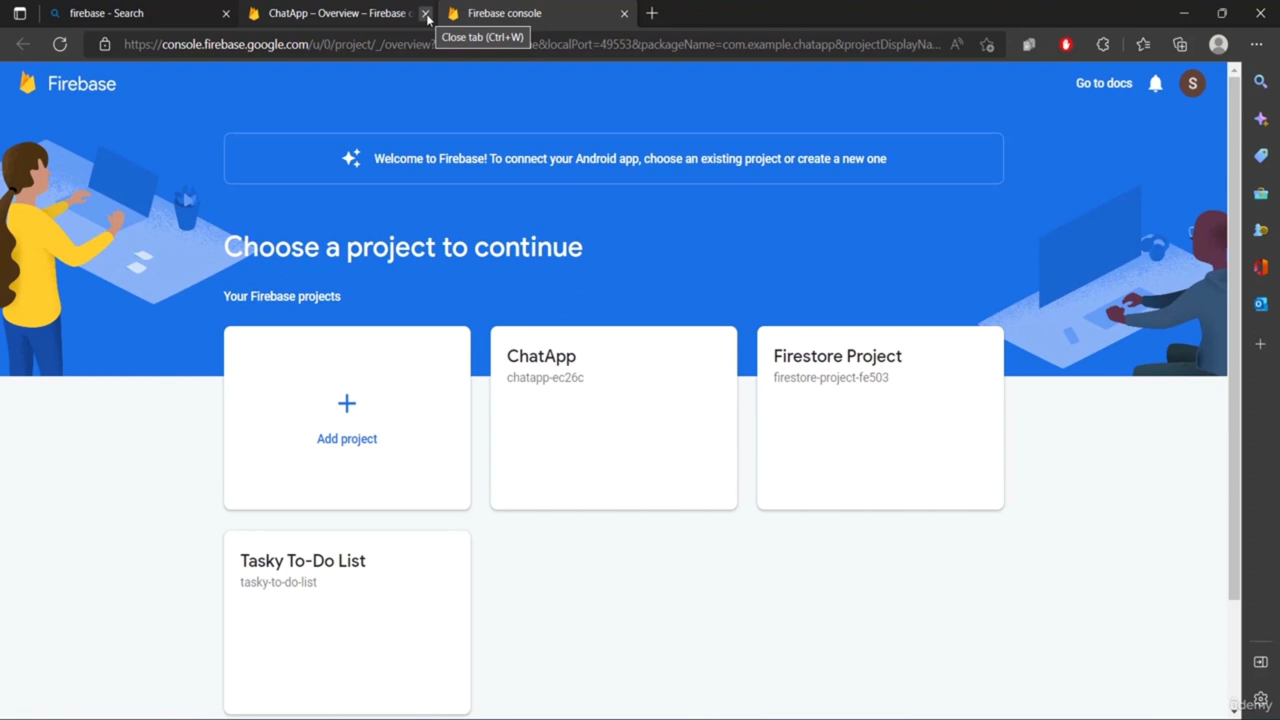 firebase - Search
ChatApp – Overview – Firebase c
Firebase console
Close tab (Ctrl+W)
https://console.firebase.google.com/u/0/project/_/overview
e&localPort=49553&packageName=com.example.chatapp&projectDisplayNa...
Firebase
Go to docs
S
Welcome to Firebase! To connect your Android app, choose an existing project or create a new one
Choose a project to continue
Your Firebase projects
Add project
ChatApp
chatapp-ec26c
Firestore Project
firestore-project-fe503
Tasky To-Do List
tasky-to-do-list
udemy